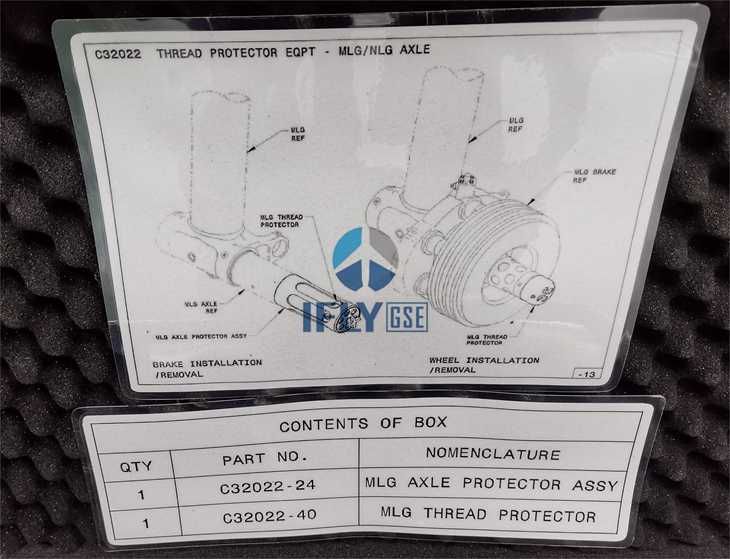 C32022 THREAD PROTECTOR EQPT - MLG/NLG AXLE
MLG
REF
MLG THREAD
PROTECTOR
MLG AXLE
REF
MLG AXLE PROTECTOR ASSY
BRAKE INSTALLATION
/REMOVAL
MLG
REF
MLG BRAKE
REF
MLG THREAD
PROTECTOR
WHEEL INSTALLATION
/REMOVAL
-13
IFLY GSE
CONTENTS OF BOX
QTY PART NO. NOMENCLATURE
1 C32022-24 MLG AXLE PROTECTOR ASSY
1 C32022-40 MLG THREAD PROTECTOR